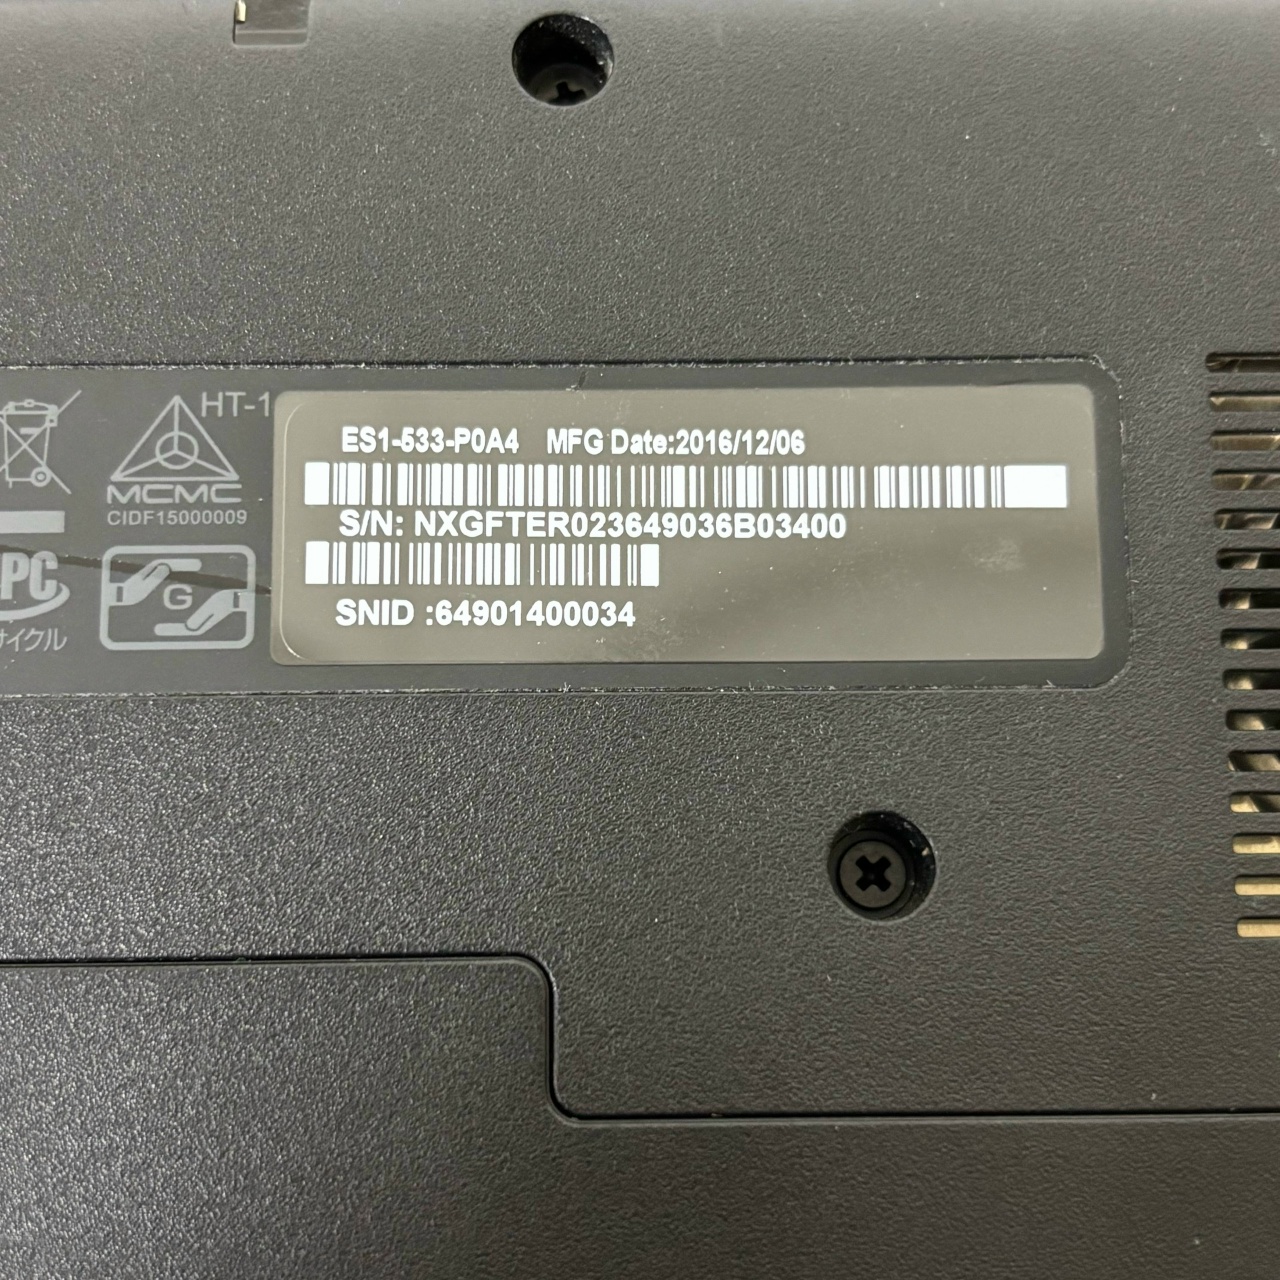 HT-1
MCMC
CIDF15000009
PC
サイクル
G
ES1-533-P0A4 MFG Date:2016/12/06
S/N: NXGFTER023649036B03400
SNID :64901400034